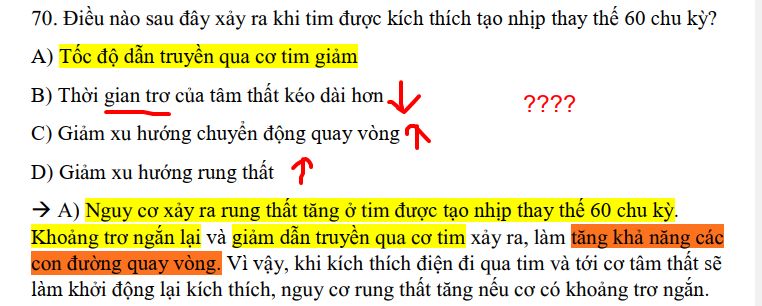 70. Điều nào sau đây xảy ra khi tim được kích thích tạo nhịp thay thế 60 chu kỳ?
A) Tốc độ dẫn truyền qua cơ tim giảm
B) Thời gian trơ của tâm thất kéo dài hơn
????
C) Giảm xu hướng chuyển động quay vòng
D) Giảm xu hướng rung thất
→ A) Nguy cơ xảy ra rung thất tăng ở tim được tạo nhịp thay thế 60 chu kỳ.
Khoảng trơ ngắn lại và giảm dẫn truyền qua cơ tim xảy ra, làm tăng khả năng các
con đường quay vòng. Vì vậy, khi kích thích điện đi qua tim và tới cơ tâm thất sẽ
làm khởi động lại kích thích, nguy cơ rung thất tăng nếu cơ có khoảng trơ ngắn.